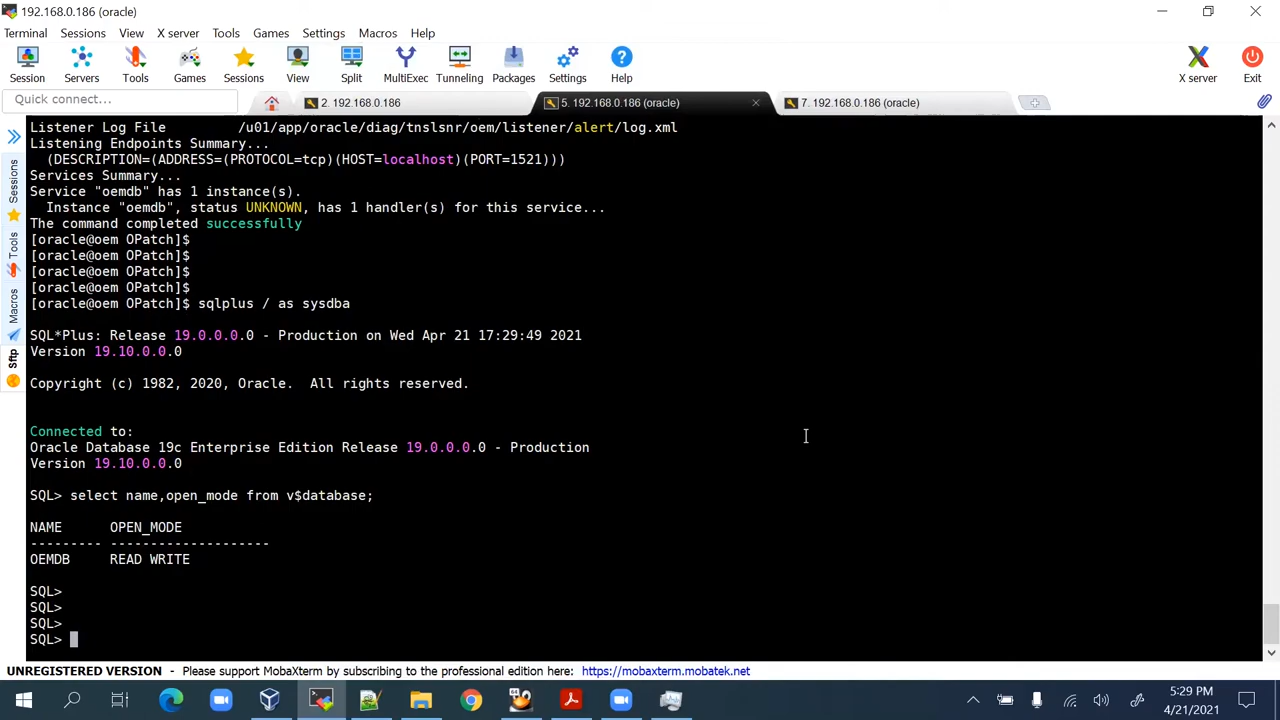 192.168.0.186 (oracle)
Terminal Sessions View X server Tools Games Settings Macros Help
Session Servers Tools Games Sessions View Split MultiExec Tunneling Packages Settings Help X server Exit
Quick connect...
2. 192.168.0.186
5. 192.168.0.186 (oracle)
7. 192.168.0.186 (oracle)
Sessions
Tools
Macros
Sftp
Listener Log File /u01/app/oracle/diag/tnslsnr/oem/listener/alert/log.xml
Listening Endpoints Summary...
(DESCRIPTION=(ADDRESS=(PROTOCOL=tcp)(HOST=localhost)(PORT=1521)))
Services Summary...
Service "oemdb" has 1 instance(s).
Instance "oemdb", status UNKNOWN, has 1 handler(s) for this service...
The command completed successfully
[oracle@oem OPatch]$
[oracle@oem OPatch]$
[oracle@oem OPatch]$
[oracle@oem OPatch]$
[oracle@oem OPatch]$ sqlplus / as sysdba
SQL*Plus: Release 19.0.0.0.0 - Production on Wed Apr 21 17:29:49 2021
Version 19.10.0.0.0
Copyright (c) 1982, 2020, Oracle.  All rights reserved.
Connected to:
Oracle Database 19c Enterprise Edition Release 19.0.0.0.0 - Production
Version 19.10.0.0.0
SQL> select name,open_mode from v$database;
NAME OPEN_MODE
--------- --------------------
OEMDB READ WRITE
SQL>
SQL>
SQL>
SQL>
UNREGISTERED VERSION - Please support MobaXterm by subscribing to the professional edition here: https://mobaxterm.mobatek.net
5:29 PM
4/21/2021